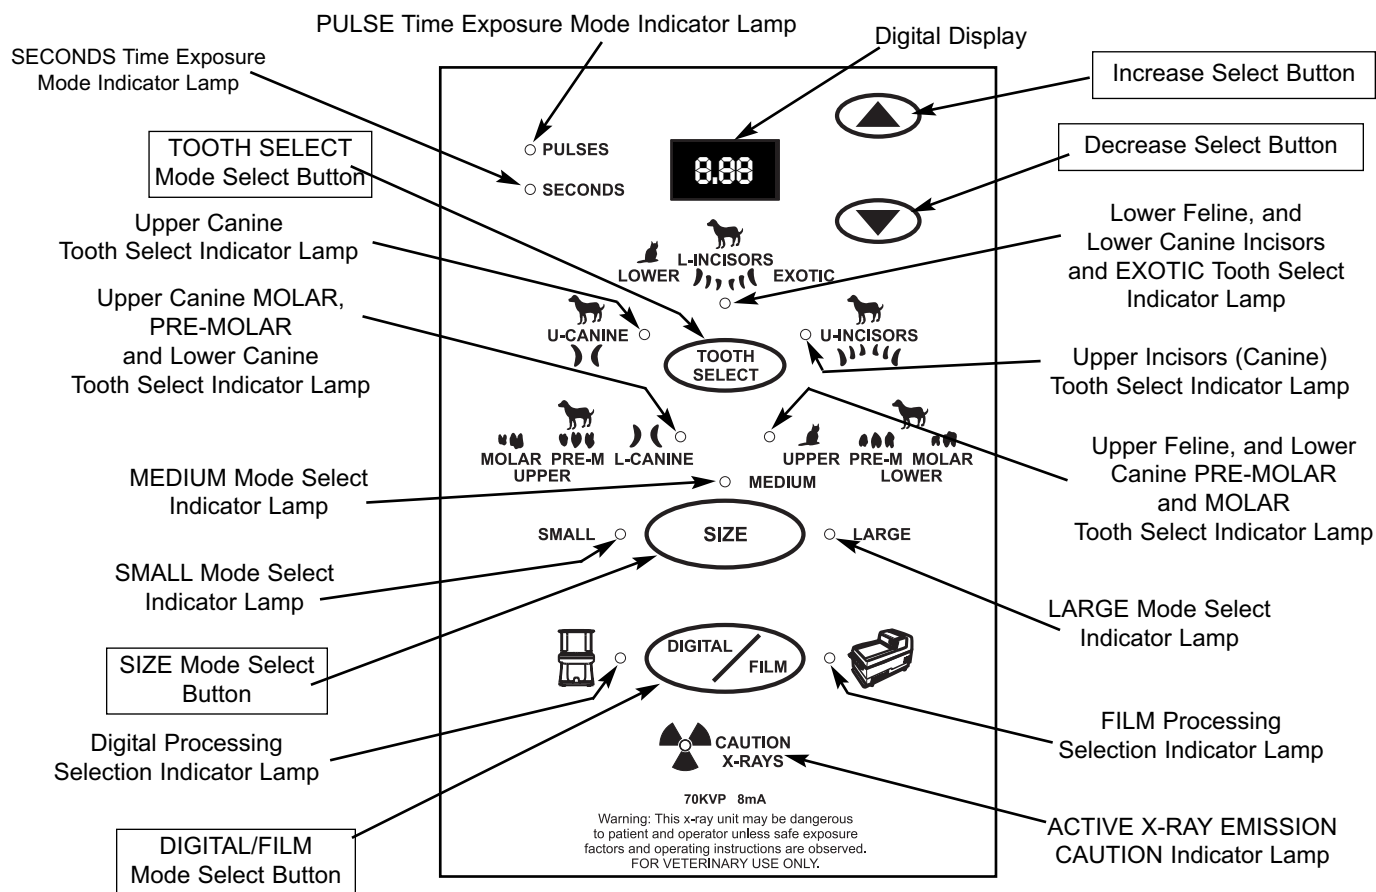 PULSE Time Exposure Mode Indicator Lamp
Digital Display
SECONDS Time Exposure
Mode Indicator Lamp
Increase Select Button
TOOTH SELECT
Mode Select Button
Decrease Select Button
Upper Canine
Tooth Select Indicator Lamp
Lower Feline, and
Lower Canine Incisors
and EXOTIC Tooth Select
Indicator Lamp
Upper Canine MOLAR,
PRE-MOLAR
and Lower Canine
Tooth Select Indicator Lamp
Upper Incisors (Canine)
Tooth Select Indicator Lamp
MEDIUM Mode Select
Indicator Lamp
Upper Feline, and Lower
Canine PRE-MOLAR
and MOLAR
Tooth Select Indicator Lamp
SMALL Mode Select
Indicator Lamp
LARGE Mode Select
Indicator Lamp
SIZE Mode Select
Button
Digital Processing
Selection Indicator Lamp
FILM Processing
Selection Indicator Lamp
DIGITAL/FILM
Mode Select Button
ACTIVE X-RAY EMISSION
CAUTION Indicator Lamp
PULSES
8.88
SECONDS
L-INCISORS
LOWER EXOTIC
U-CANINE
U-INCISORS
TOOTH
SELECT
MOLAR PRE-M L-CANINE
UPPER
UPPER PRE-M MOLAR
LOWER
MEDIUM
SMALL
SIZE
LARGE
DIGITAL
FILM
CAUTION
X-RAYS
70KVP 8mA
Warning: This x-ray unit may be dangerous
to patient and operator unless safe exposure
factors and operating instructions are observed.
FOR VETERINARY USE ONLY.